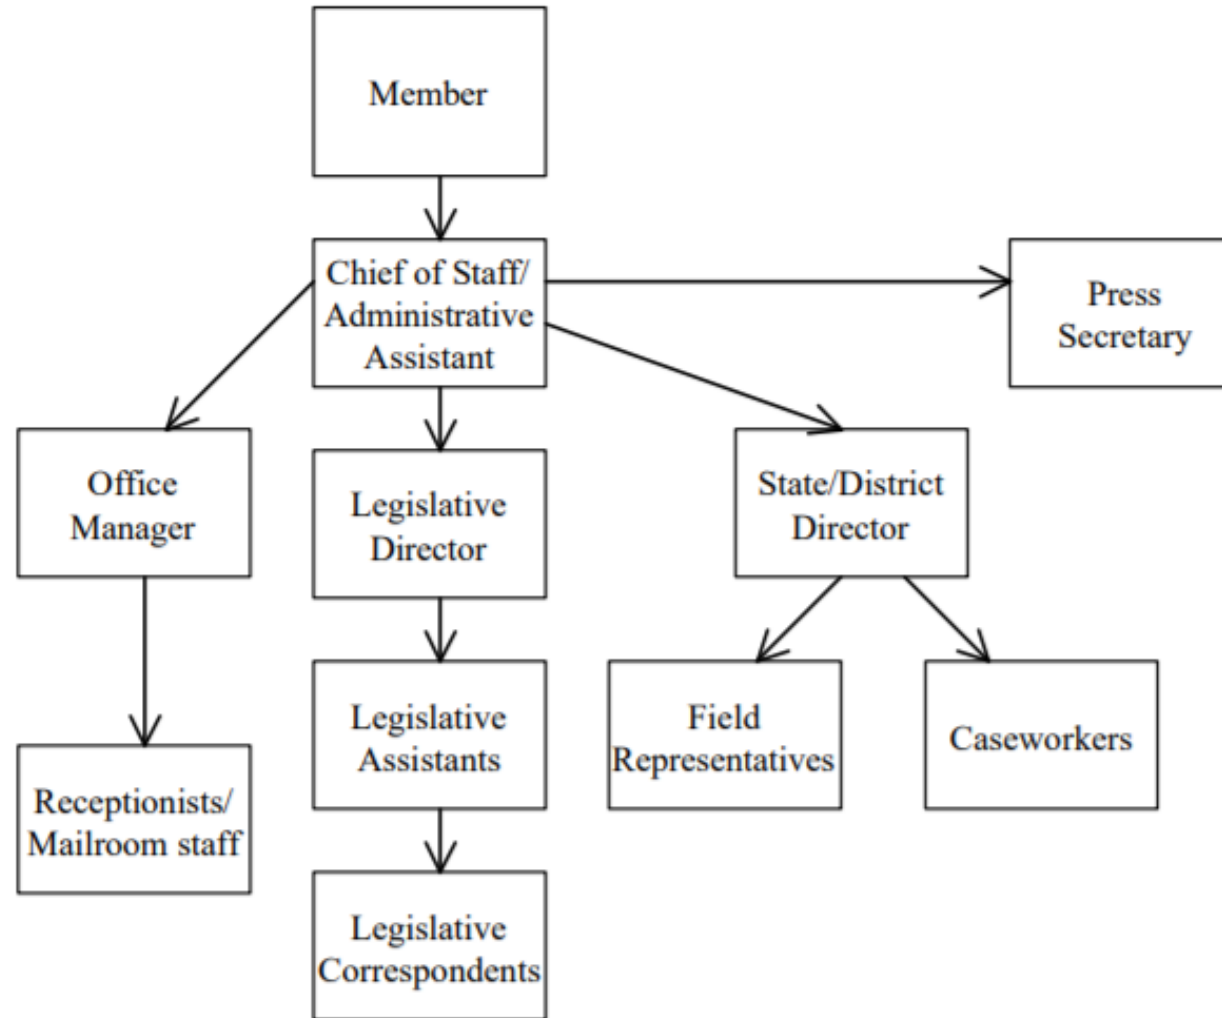 Member
Chief of Staff/
Administrative
Assistant
Press
Secretary
Office
Manager
Legislative
Director
State/District
Director
Legislative
Assistants
Field
Representatives
Caseworkers
Receptionists/
Mailroom staff
Legislative
Correspondents